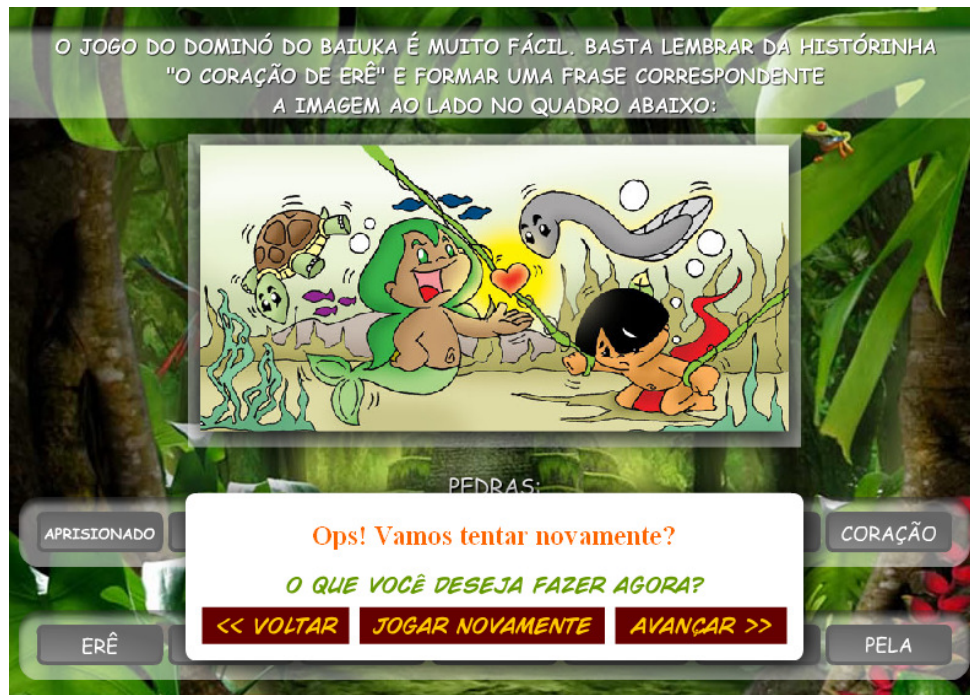 O JOGO DO DOMINÓ DO BAIUKA É MUITO FÁCIL. BASTA LEMBRAR DA HISTÓRINHA
"O CORAÇÃO DE ERÊ" E FORMAR UMA FRASE CORRESPONDENTE
A IMAGEM AO LADO NO QUADRO ABAIXO:
PEDRAS:
APRISIONADO CORAÇÃO
Ops! Vamos tentar novamente?
O QUE VOCÊ DESEJA FAZER AGORA?
<< VOLTAR JOGAR NOVAMENTE AVANÇAR >>
ERÊ PELA